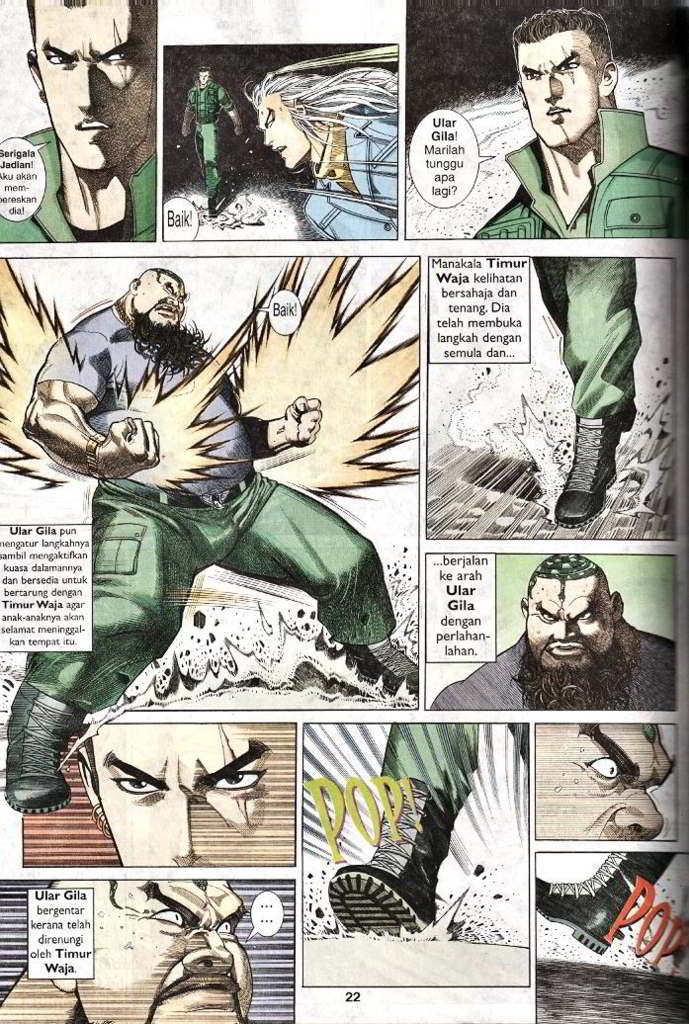 Serigala
Jadian!
Aku akan
mem-
bereskan
dia!
Baik!
Ular
Gila!
Marilah
tunggu
apa
lagi?
Baik!
Ular Gila pun
mengatur langkahnya
sambil mengaktifkan
kuasa dalamannya
dan bersedia untuk
bertarung dengan
Timur Waja agar
anak-anaknya akan
selamat meninggal-
kan tempat itu.
Manakala Timur
Waja kelihatan
bersahaja dan
tenang. Dia
telah membuka
langkah dengan
semula dan...
...berjalan
ke arah
Ular
Gila
dengan
perlahan-
lahan.
POP!
POP!
Ular Gila
bergentar
kerana telah
direnungi
oleh Timur
Waja.
...
...
22